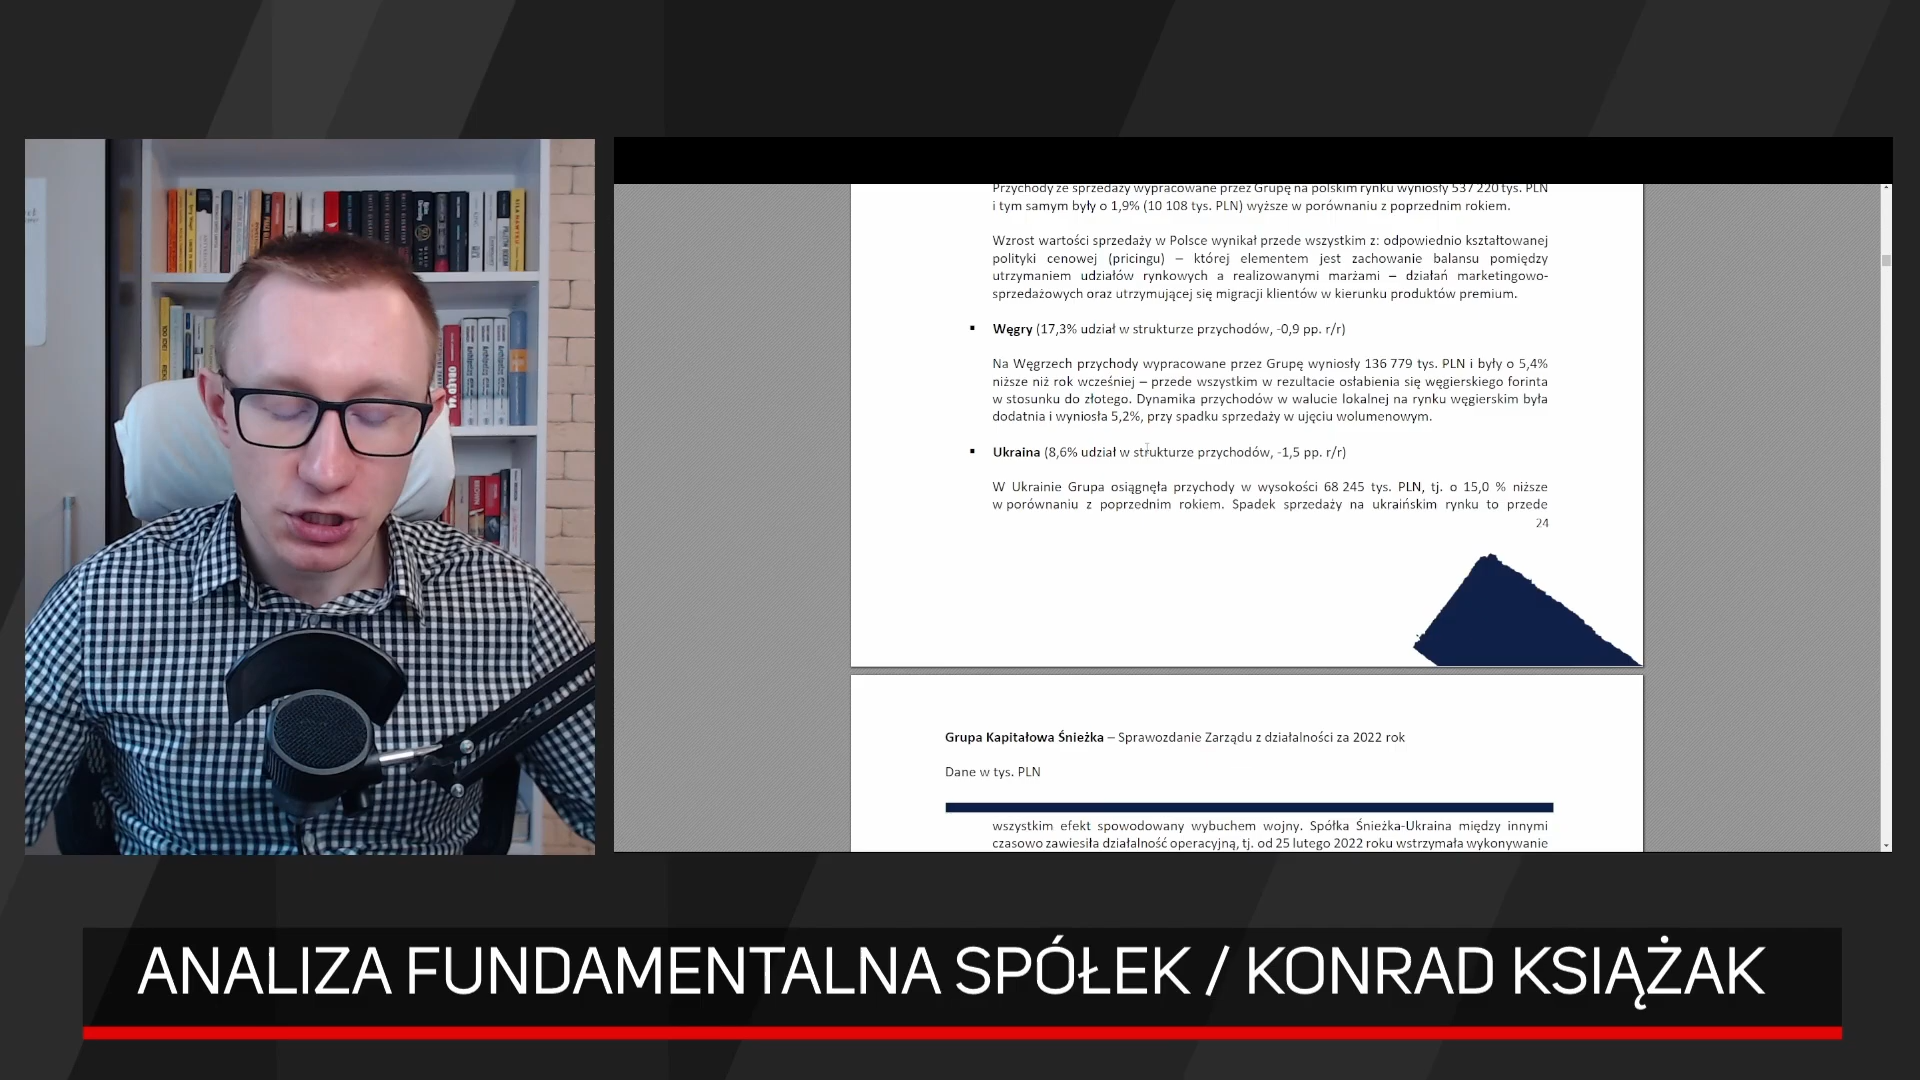 Przychody ze sprzedaży wypracowane przez Grupę na polskim rynku wyniosły 537 220 tys. PLN
i tym samym były o 1,9% (10 108 tys. PLN) wyższe w porównaniu z poprzednim rokiem.
Wzrost wartości sprzedaży w Polsce wynikał przede wszystkim z: odpowiednio kształtowanej
polityki cenowej (pricingu) – której elementem jest zachowanie balansu pomiędzy
utrzymaniem udziałów rynkowych a realizowanymi marżami – działań marketingowo-
sprzedażowych oraz utrzymującej się migracji klientów w kierunku produktów premium.
▪ Węgry (17,3% udział w strukturze przychodów, -0,9 pp. r/r)
Na Węgrzech przychody wypracowane przez Grupę wyniosły 136 779 tys. PLN i były o 5,4%
niższe niż rok wcześniej – przede wszystkim w rezultacie osłabienia się węgierskiego forinta
w stosunku do złotego. Dynamika przychodów w walucie lokalnej na rynku węgierskim była
dodatnia i wyniosła 5,2%, przy spadku sprzedaży w ujęciu wolumenowym.
▪ Ukraina (8,6% udział w strukturze przychodów, -1,5 pp. r/r)
W Ukrainie Grupa osiągnęła przychody w wysokości 68 245 tys. PLN, tj. o 15,0 % niższe
w porównaniu z poprzednim rokiem. Spadek sprzedaży na ukraińskim rynku to przede
24
Grupa Kapitałowa Śnieżka – Sprawozdanie Zarządu z działalności za 2022 rok
Dane w tys. PLN
wszystkim efekt spowodowany wybuchem wojny. Spółka Śnieżka-Ukraina między innymi
czasowo zawiesiła działalność operacyjną, tj. od 25 lutego 2022 roku wstrzymała wykonywanie
ANALIZA FUNDAMENTALNA SPÓŁEK / KONRAD KSIĄŻAK